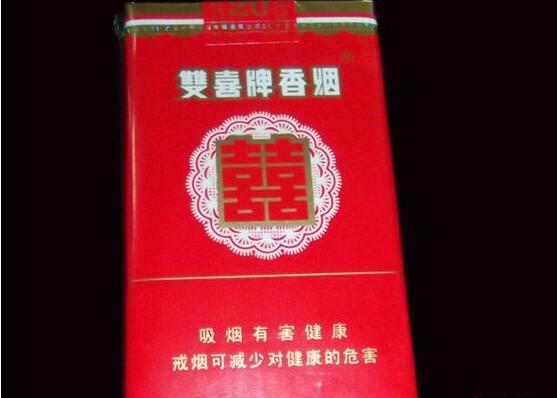 雙喜牌香烟
®
囍
吸烟有害健康
戒烟可减少对健康的危害